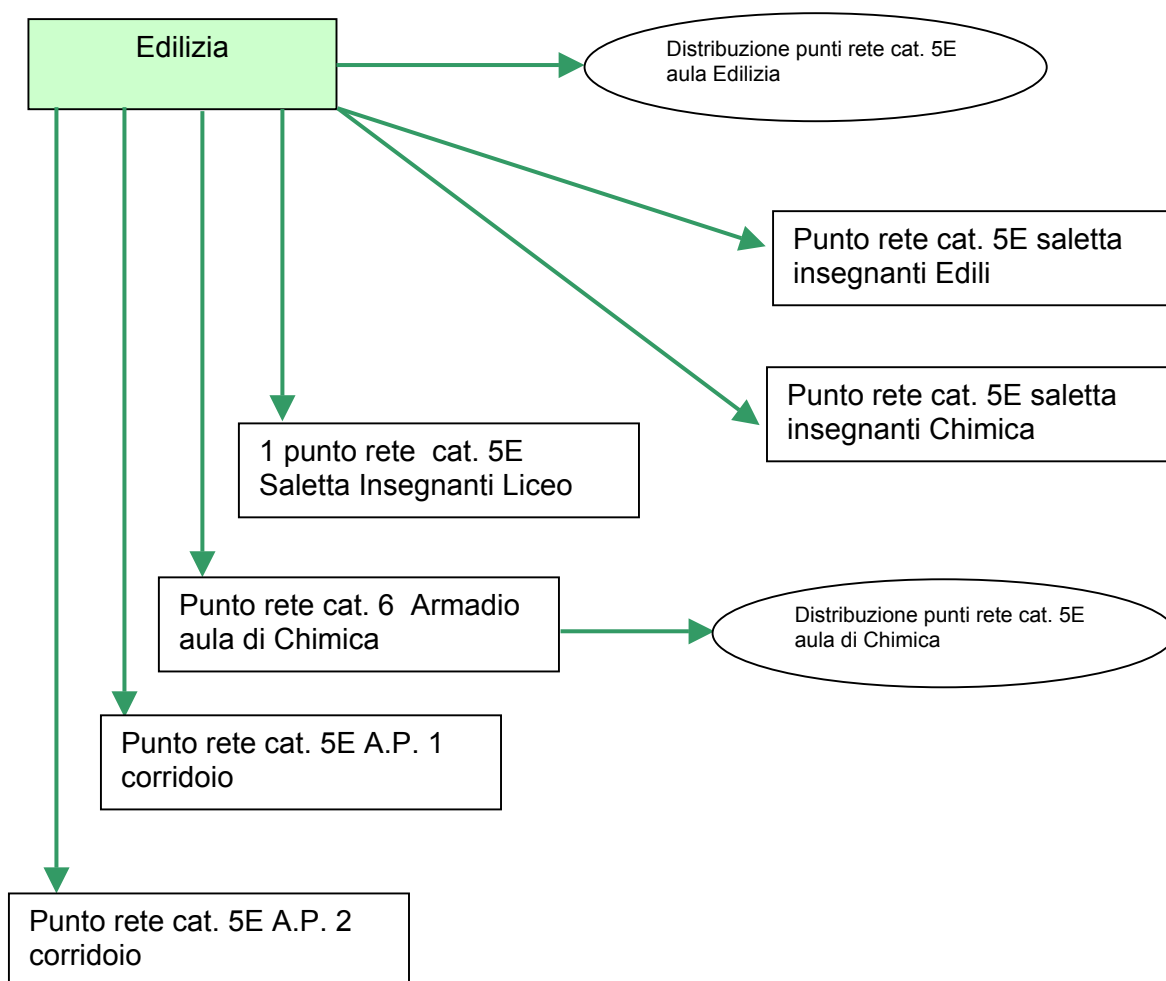 Edilizia
Distribuzione punti rete cat. 5E
aula Edilizia
Punto rete cat. 5E saletta
insegnanti Edili
Punto rete cat. 5E saletta
insegnanti Chimica
1 punto rete cat. 5E
Saletta Insegnanti Liceo
Punto rete cat. 6 Armadio
aula di Chimica
Distribuzione punti rete cat. 5E
aula di Chimica
Punto rete cat. 5E A.P. 1
corridoio
Punto rete cat. 5E A.P. 2
corridoio